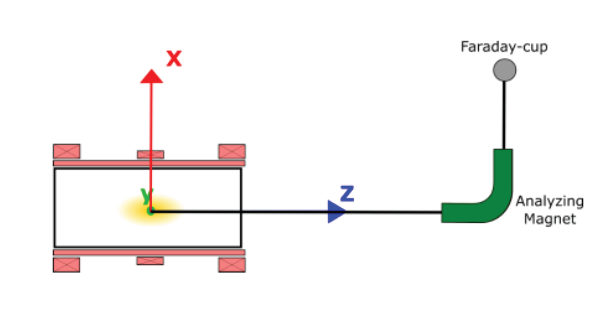 Faraday-cup
X
y
Z
Analyzing
Magnet